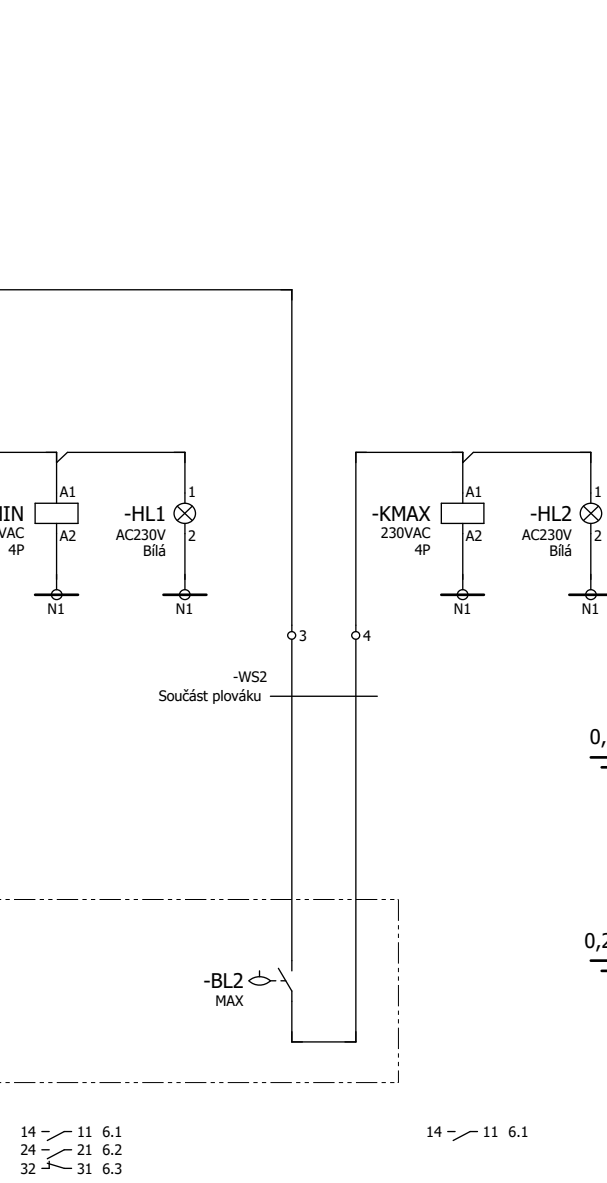 A1
1
A1
1
-HL1
-KMAX
-HL2
AC230V
230VAC
AC230V
4P
A2
2
Bílá
4P
A2
2
Bílá
N1
N1
N1
N1
3
4
-WS2
Součást plováku
-BL2
MAX
14 11 6.1
14 11 6.1
24 21 6.2
32 31 6.3